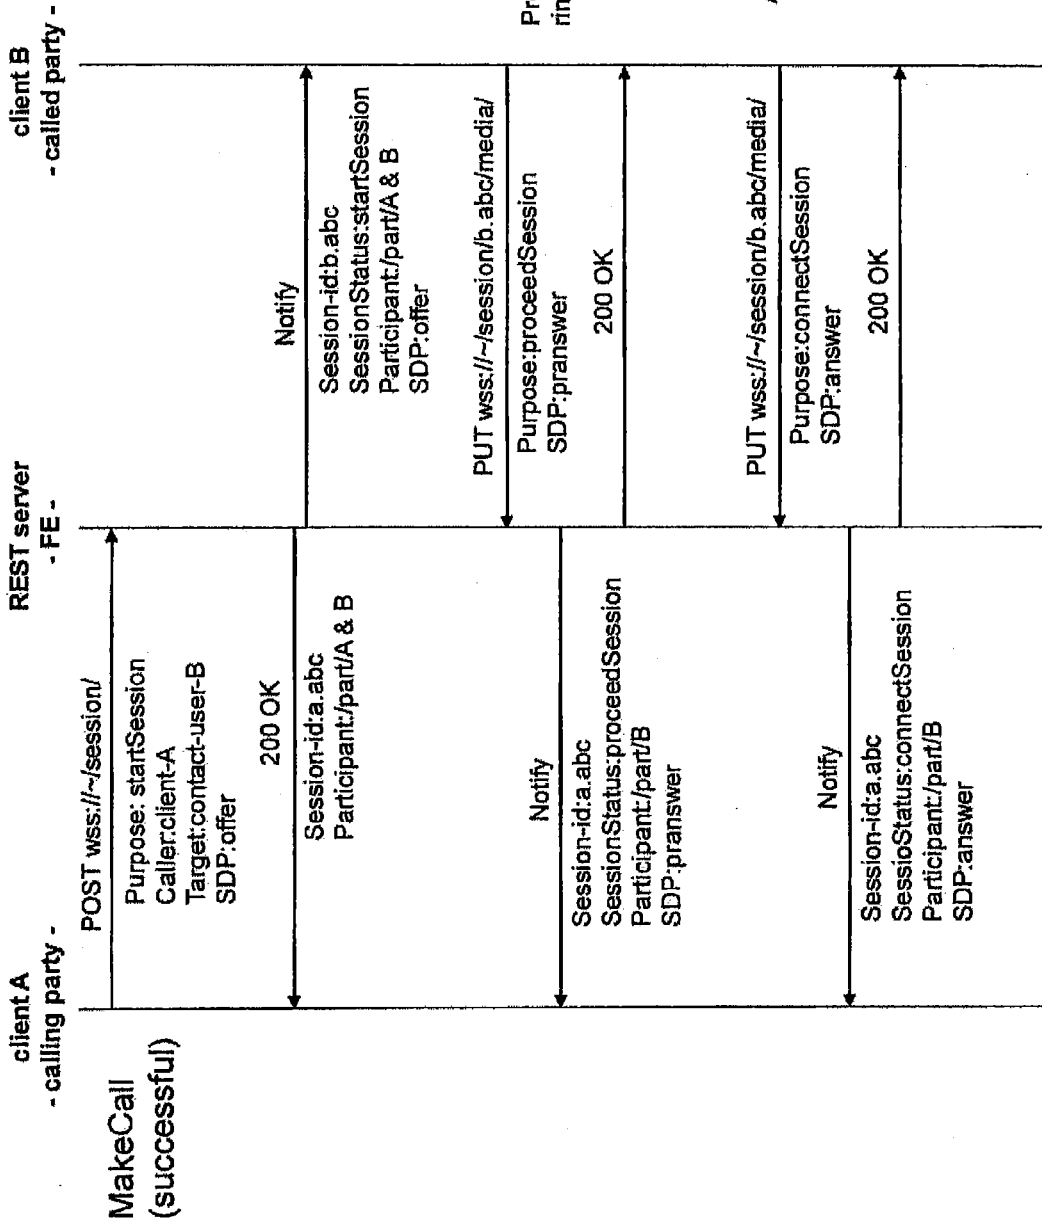 client A
- calling party -
REST server
- FE -
client B
- called party -
MakeCall
(successful)
POST wss://~/session/
Purpose: startSession
Caller:client-A
Target:contact-user-B
SDP:offer
200 OK
Session-id:a.abc
Participant:/part/A & B
Notify
Session-id:b.abc
SessionStatus:startSession
Participant:/part/A & B
SDP:offer
PUT wss://~/session/b.abc/media/
Purpose:proceedSession
SDP:pranswer
Notify
Session-id:a.abc
SessionStatus:proceedSession
Participant:/part/B
SDP:pranswer
200 OK
PUT wss://~/session/b.abc/media/
Purpose:connectSession
SDP:answer
Notify
Session-id:a.abc
SessioStatus:connectSession
Participant:/part/B
SDP:answer
200 OK